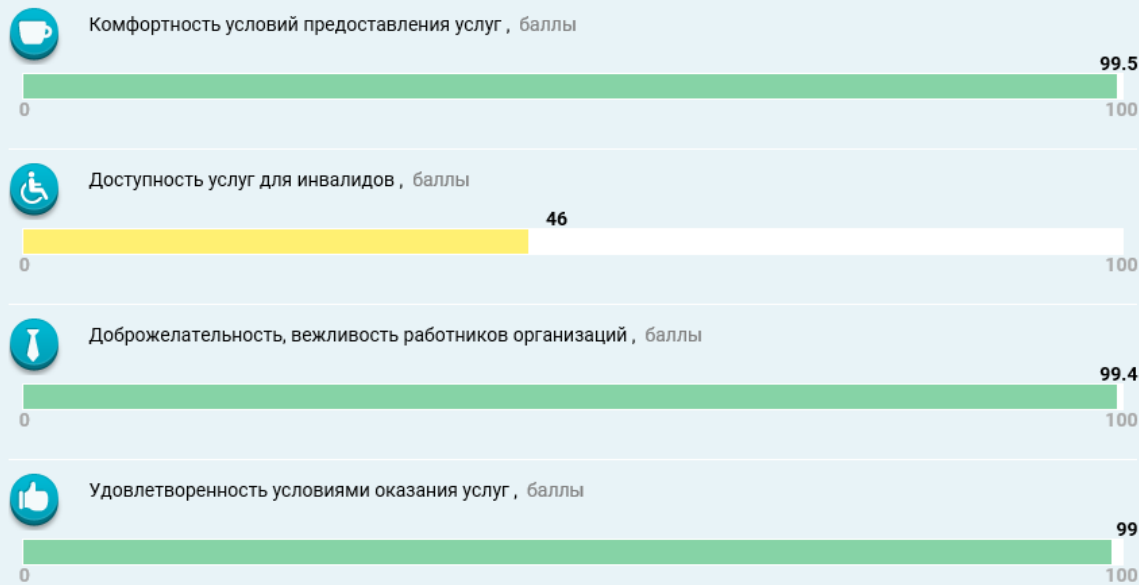 Комфортность условий предоставления услуг , баллы
99.5
0 100
Доступность услуг для инвалидов , баллы
46
0 100
Доброжелательность, вежливость работников организаций , баллы
99.4
0 100
Удовлетворенность условиями оказания услуг , баллы
99
0 100